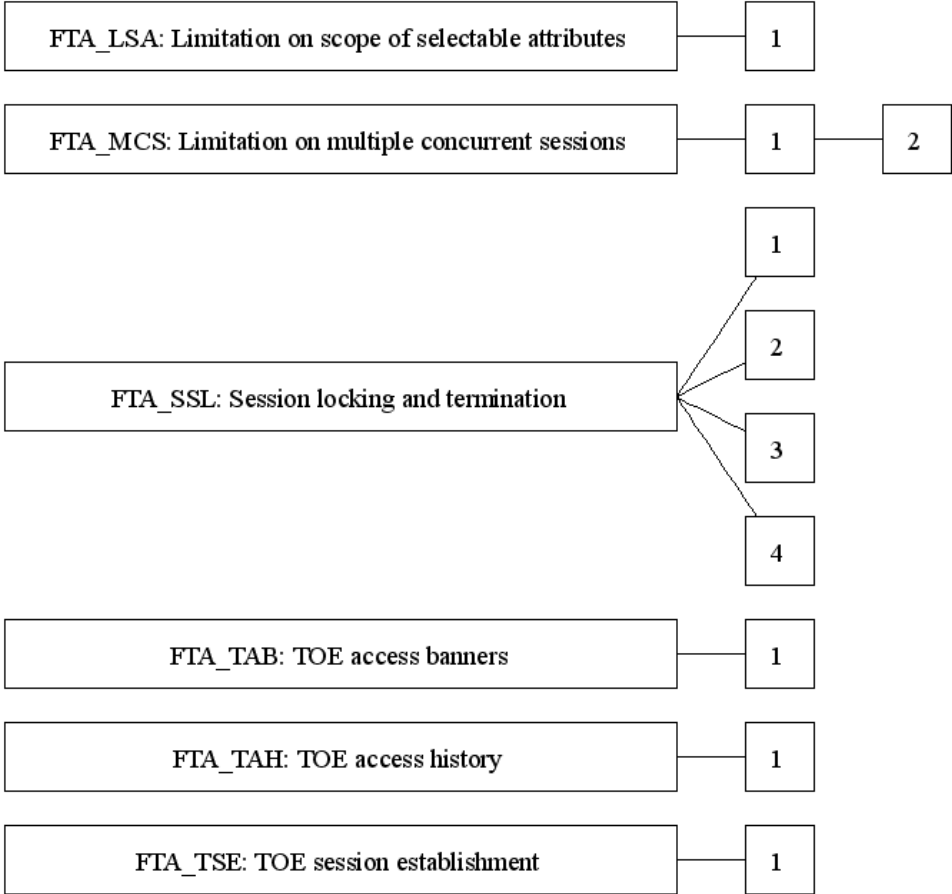 FTA_LSA: Limitation on scope of selectable attributes 1
FTA_MCS: Limitation on multiple concurrent sessions 1 2
1
2
FTA_SSL: Session locking and termination
3
4
FTA_TAB: TOE access banners 1
FTA_TAH: TOE access history 1
FTA_TSE: TOE session establishment 1